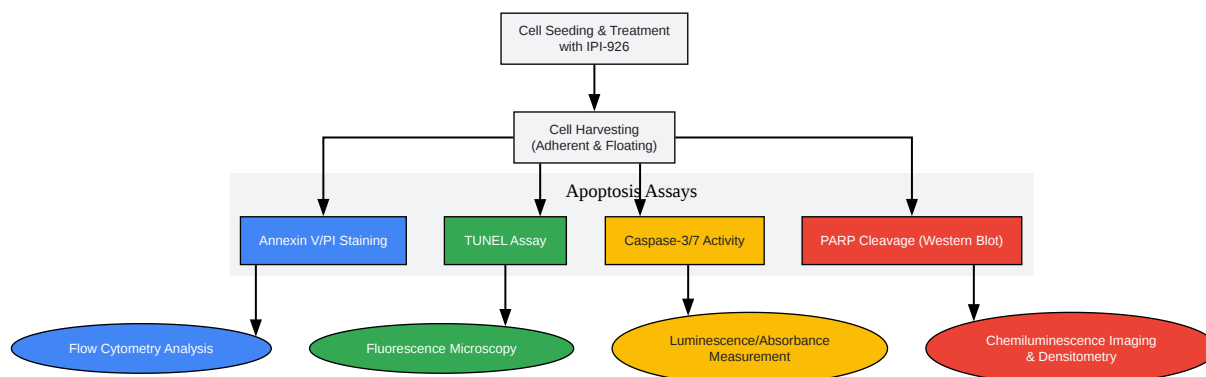 Cell Seeding & Treatment
with IPI-926
Cell Harvesting
(Adherent & Floating)
Apoptosis Assays
Annexin V/PI Staining
TUNEL Assay
Caspase-3/7 Activity
PARP Cleavage (Western Blot)
Flow Cytometry Analysis
Fluorescence Microscopy
Luminescence/Absorbance
Measurement
Chemiluminescence Imaging
& Densitometry